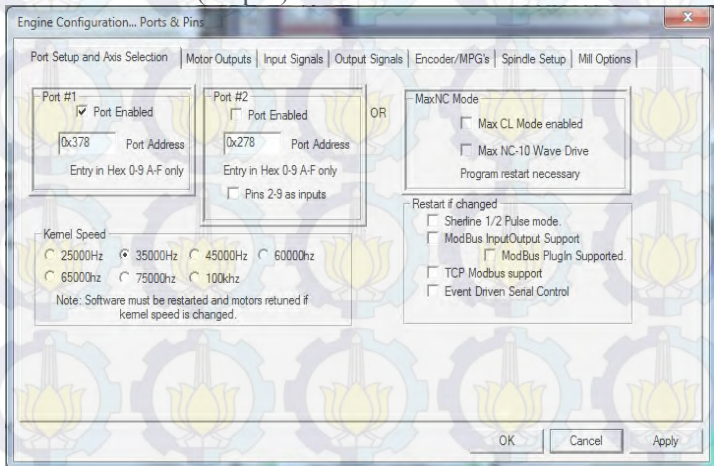 Engine Configuration... Ports & Pins
Port Setup and Axis Selection
Motor Outputs
Input Signals
Output Signals
Encoder/MPG's
Spindle Setup
Mill Options
Port #1
Port Enabled
0x378 Port Address
Entry in Hex 0-9 A-F only
Port #2
Port Enabled
0x278 Port Address
Entry in Hex 0-9 A-F only
Pins 2-9 as inputs
OR
MaxNC Mode
Max CL Mode enabled
Max NC-10 Wave Drive
Program restart necessary
Kernel Speed
25000Hz 35000Hz 45000Hz 60000hz
65000hz 75000hz 100khz
Note: Software must be restarted and motors retuned if
kernel speed is changed.
Restart if changed
Sherline 1/2 Pulse mode.
ModBus InputOutput Support
ModBus PlugIn Supported.
TCP Modbus support
Event Driven Serial Control
OK
Cancel
Apply